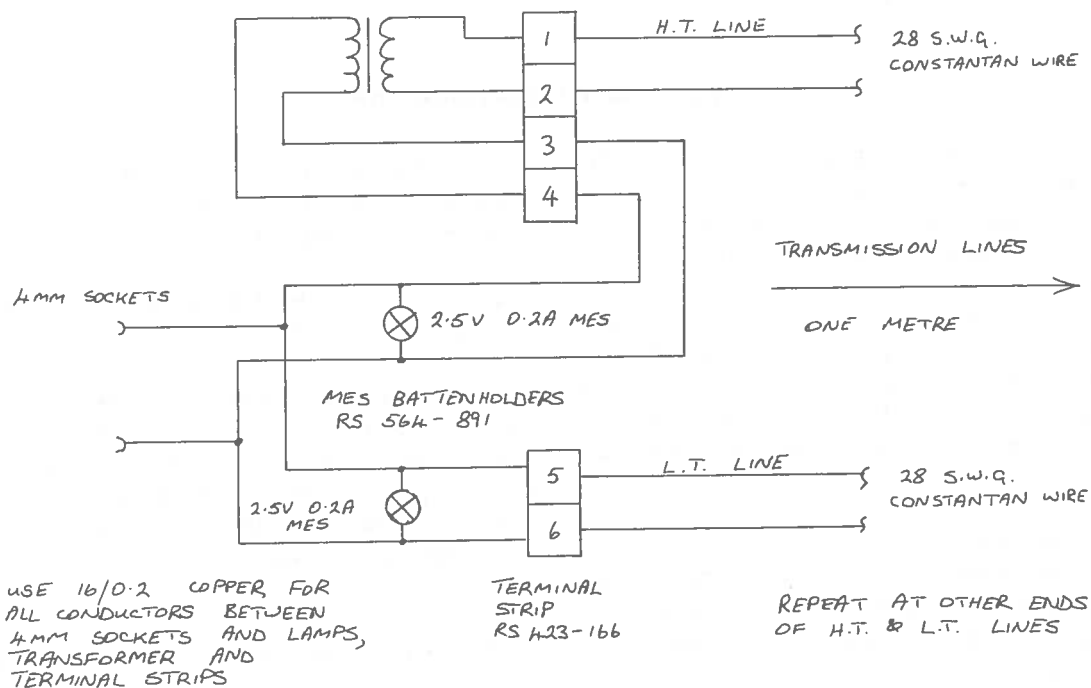 1
H.T. LINE
28 S.W.G.
CONSTANTAN WIRE
2
3
4
TRANSMISSION LINES
4MM SOCKETS
2.5V 0.2A MES
ONE METRE
MES BATTENHOLDERS
RS 564-891
5
L.T. LINE
28 S.W.G.
CONSTANTAN WIRE
2.5V 0.2A
MES
6
USE 16/0.2 COPPER FOR
ALL CONDUCTORS BETWEEN
4MM SOCKETS AND LAMPS,
TRANSFORMER AND
TERMINAL STRIPS
TERMINAL
STRIP
RS 423-166
REPEAT AT OTHER ENDS
OF H.T. & L.T. LINES